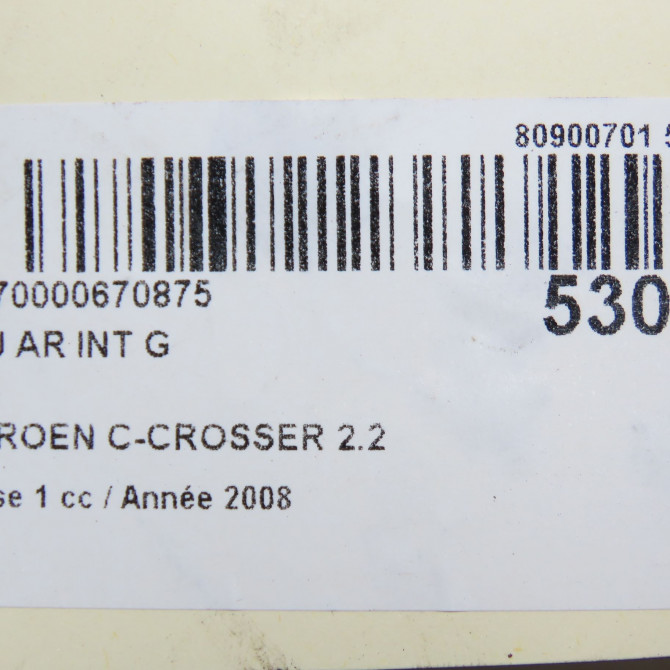 80900701 5
70000670875
530
U AR INT G
ROEN C-CROSSER 2.2
se 1 cc / Année 2008